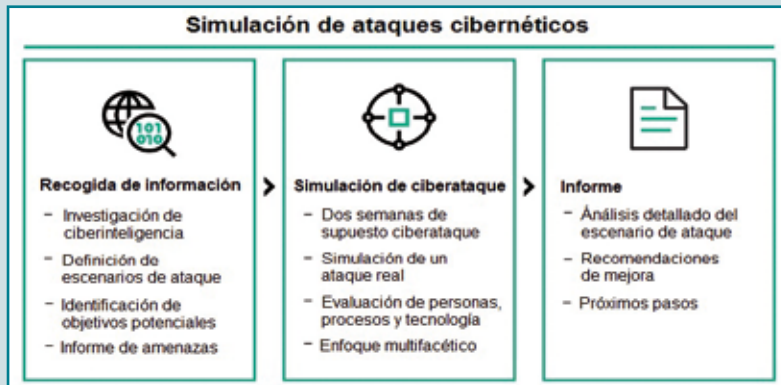 Simulación de ataques cibernéticos
101
010
Recogida de información
- Investigación de
ciberinteligencia
- Definición de
escenarios de ataque
- Identificación de
objetivos potenciales
- Informe de amenazas
>
Simulación de ciberataque
- Dos semanas de
supuesto ciberataque
- Simulación de un
ataque real
- Evaluación de personas,
procesos y tecnología
- Enfoque multifacético
>
Informe
- Ánálisis detallado del
escenario de ataque
- Recomendaciones
de mejora
- Próximos pasos